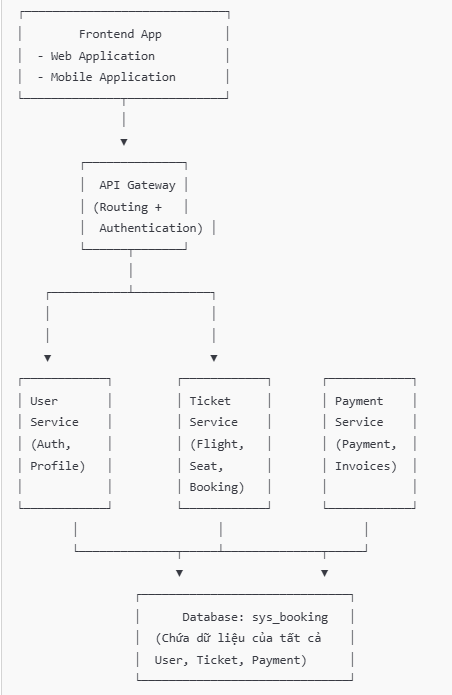 Frontend App
- Web Application
- Mobile Application
API Gateway
(Routing +
Authentication)
User
Service
(Auth,
Profile)
Ticket
Service
(Flight,
Seat,
Booking)
Payment
Service
(Payment,
Invoices)
Database: sys_booking
(Chứa dữ liệu của tất cả
User, Ticket, Payment)